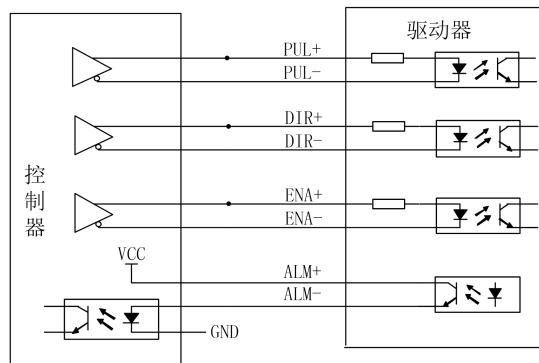 驱动器
PUL+
PUL-
DIR+
DIR-
控制器
ENA+
ENA-
VCC
ALM+
ALM-
GND